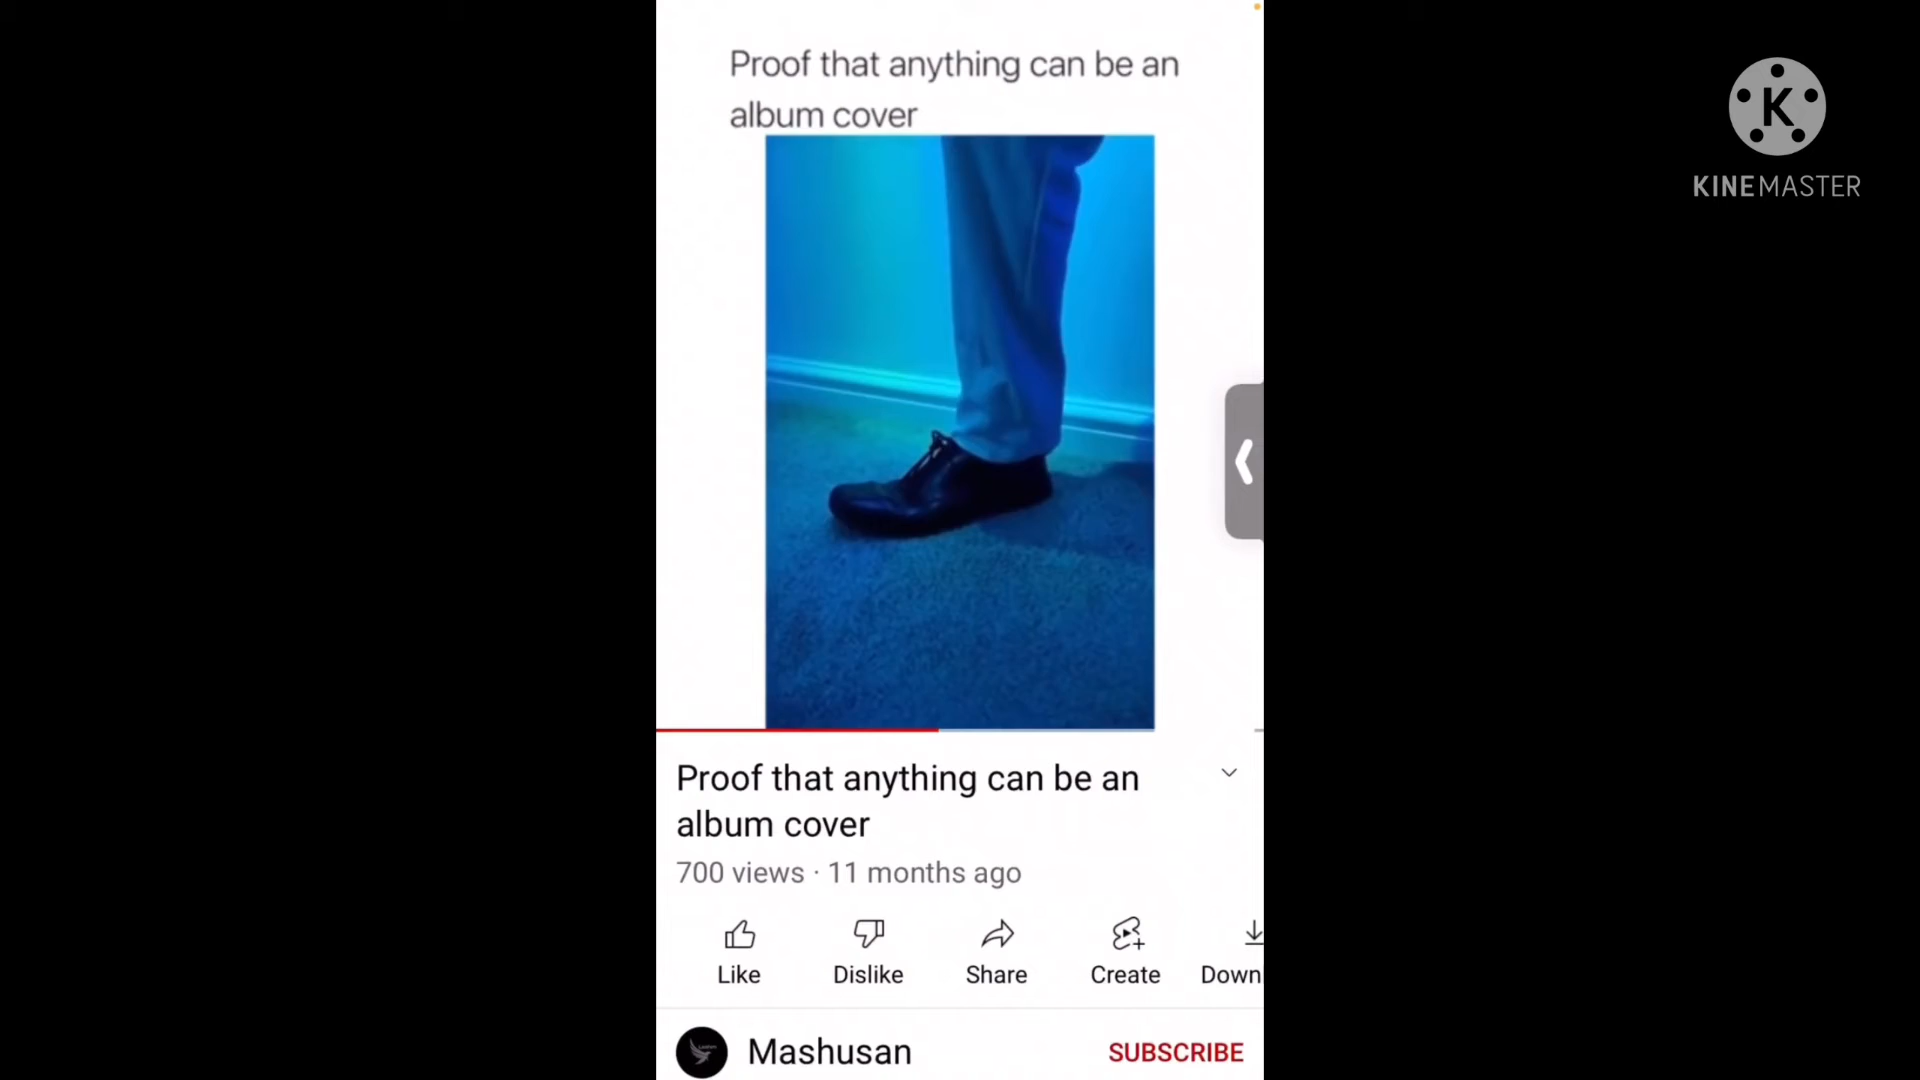 Proof that anything can be an
album cover
K
KINEMASTER
Proof that anything can be an
album cover
700 views · 11 months ago
Like
Dislike
Share
Create
Down
Mashusan
SUBSCRIBE